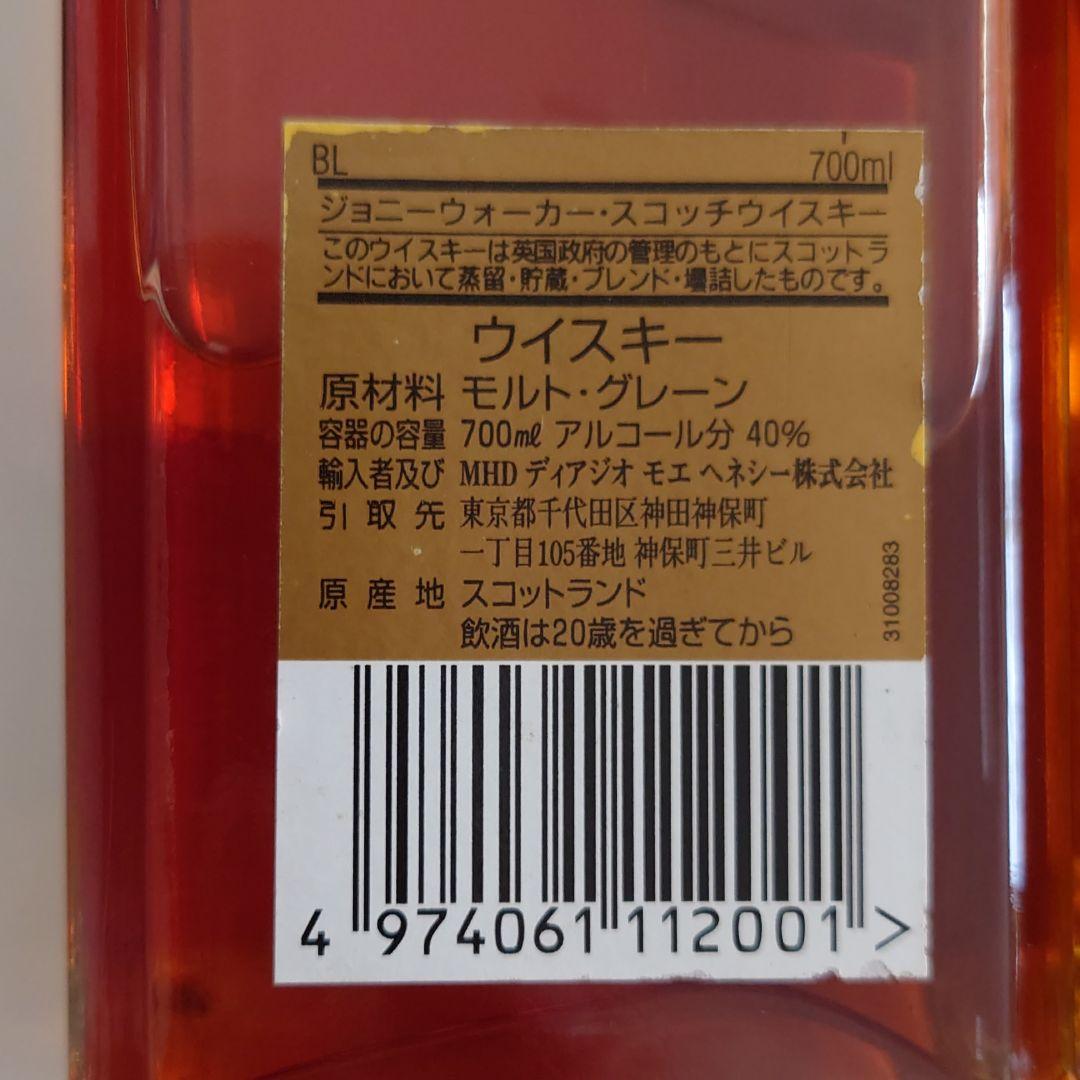 BL 700ml
ジョニーウォーカー・スコッチウイスキー
このウイスキーは英国政府の管理のもとにスコットラ
ンドにおいて蒸留・貯蔵・ブレンド・壜詰したものです。
ウイスキー
原材料 モルト・グレーン
容器の容量 700㎖ アルコール分 40%
輸入者及び MHD ディアジオ モエ ヘネシー株式会社
引取先 東京都千代田区神田神保町
一丁目105番地 神保町三井ビル
原産地 スコットランド
飲酒は20歳を過ぎてから
31008283
4 974061 112001 >